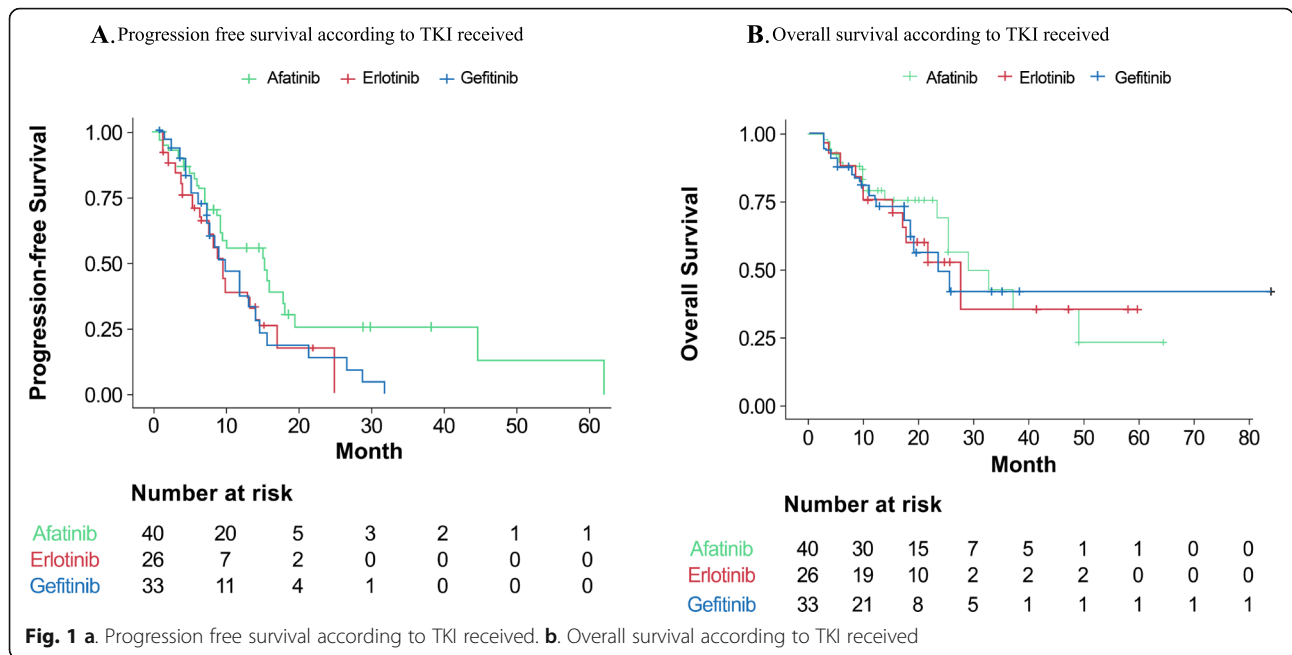 A. Progression free survival according to TKI received
Afatinib Erlotinib Gefitinib
Progression-free Survival
1.00
0.75
0.50
0.25
0.00
0 10 20 30 40 50 60
Month
Number at risk
Afatinib 40 20 5 3 2 1 1
Erlotinib 26 7 2 0 0 0 0
Gefitinib 33 11 4 1 0 0 0
B. Overall survival according to TKI received
Afatinib Erlotinib Gefitinib
Overall Survival
1.00
0.75
0.50
0.25
0.00
0 10 20 30 40 50 60 70 80
Month
Number at risk
Afatinib 40 30 15 7 5 1 1 0 0
Erlotinib 26 19 10 2 2 2 0 0 0
Gefitinib 33 21 8 5 1 1 1 1 1
Fig. 1 a. Progression free survival according to TKI received. b. Overall survival according to TKI received